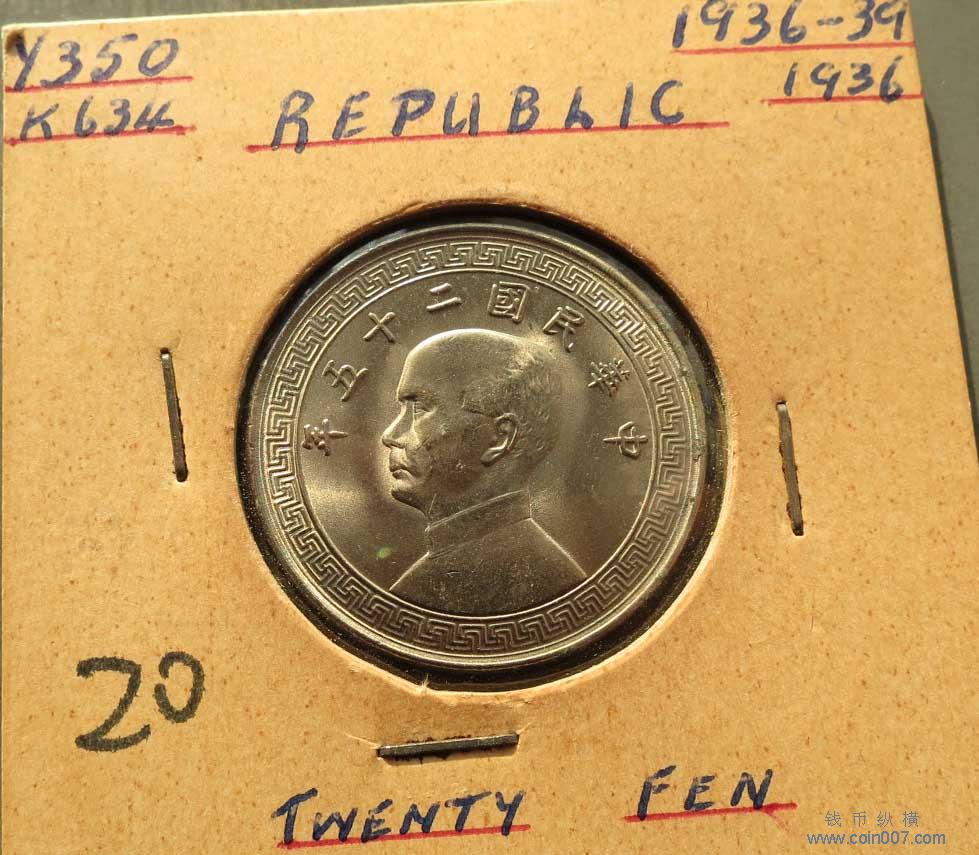 Y350
K634
REPUBLIC
1936-39
1936
中華民國二十五年
20
TWENTY FEN
钱币纵横
www.coin007.com